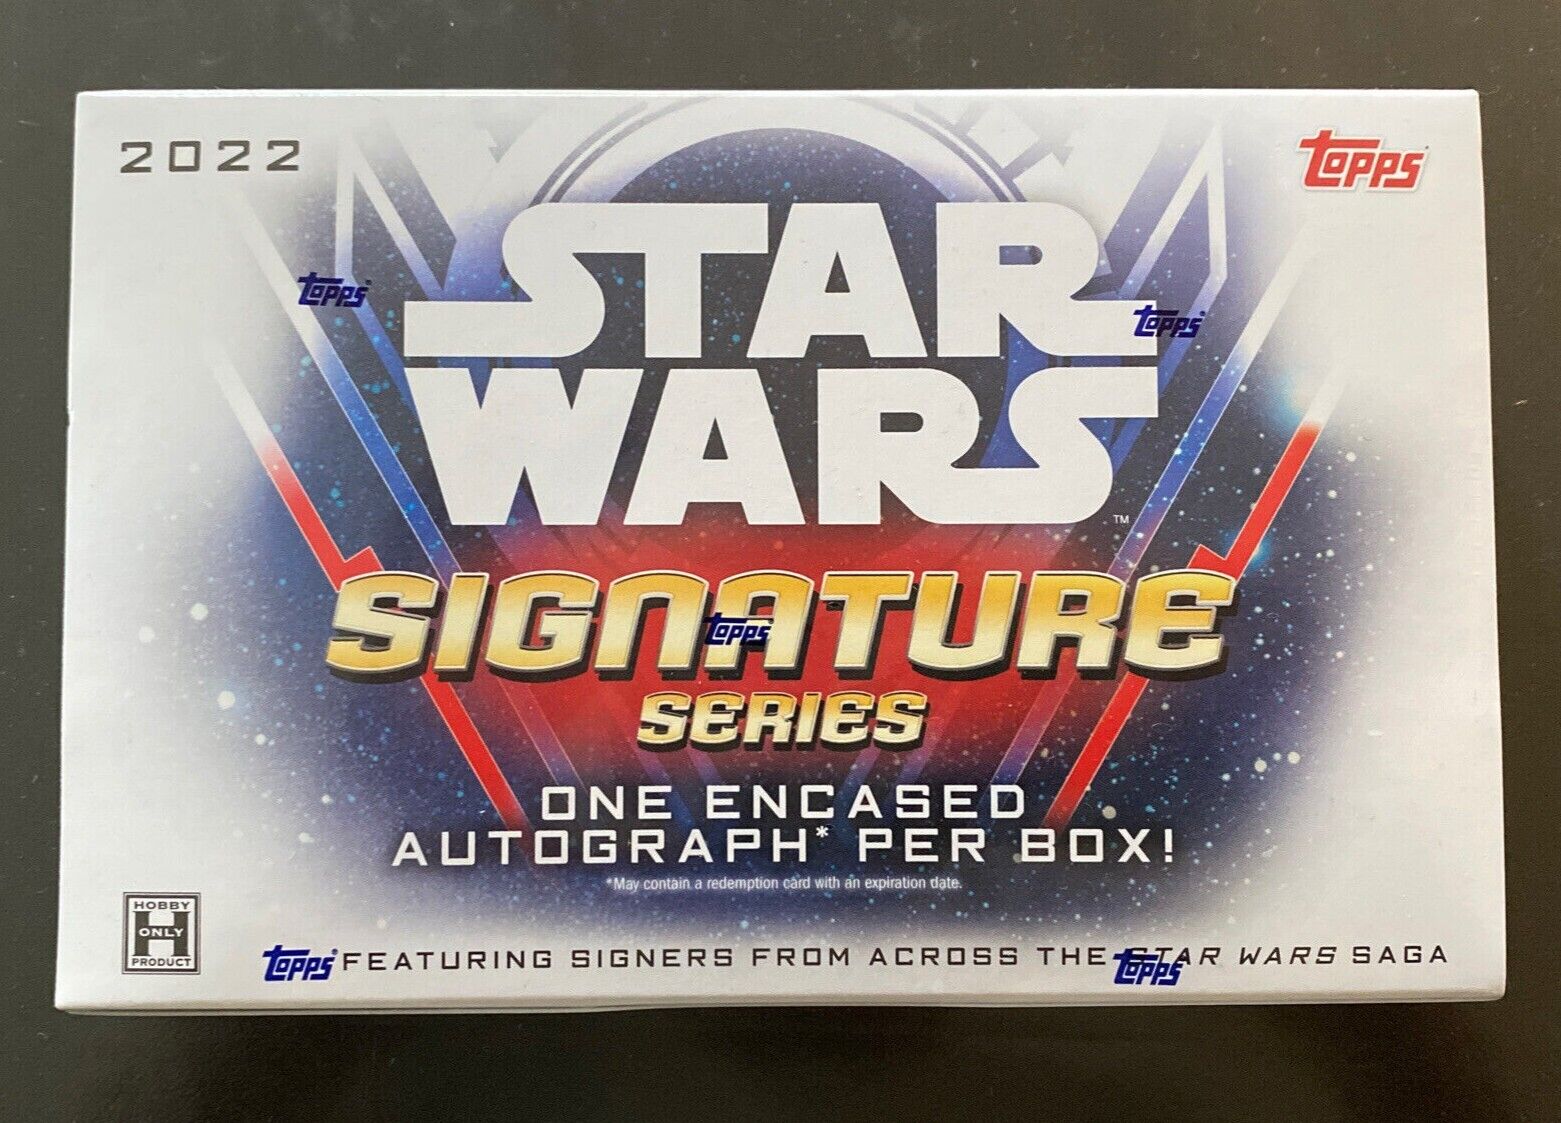 2022
topps
STAR
topps
topps
WARS
™
SIGNATURE
topps
SERIES
ONE ENCASED
AUTOGRAPH* PER BOX!
*May contain a redemption card with an expiration date.
HOBBY
H
ONLY
PRODUCT
topps
FEATURING SIGNERS FROM ACROSS THE STAR WARS SAGA
topps